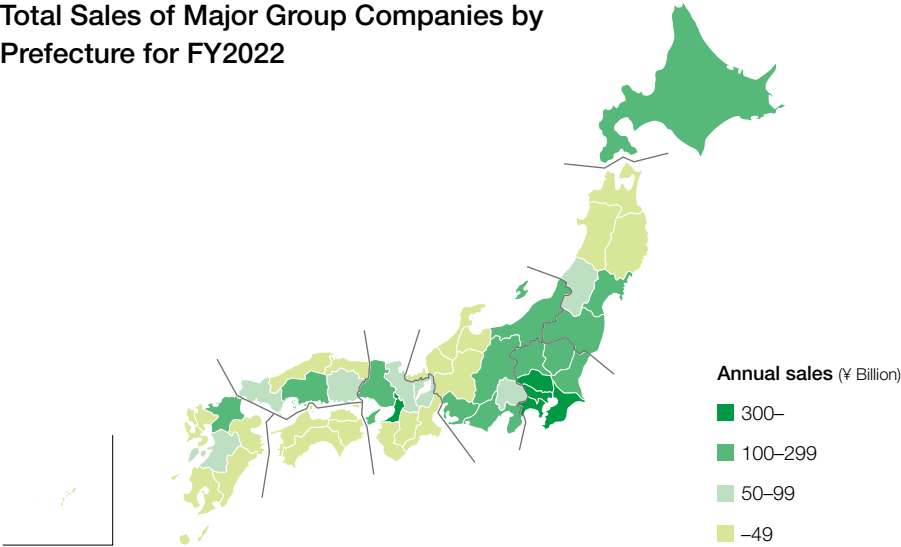 Total Sales of Major Group Companies by
Prefecture for FY2022
Annual sales (¥ Billion)
300–
100–299
50–99
–49